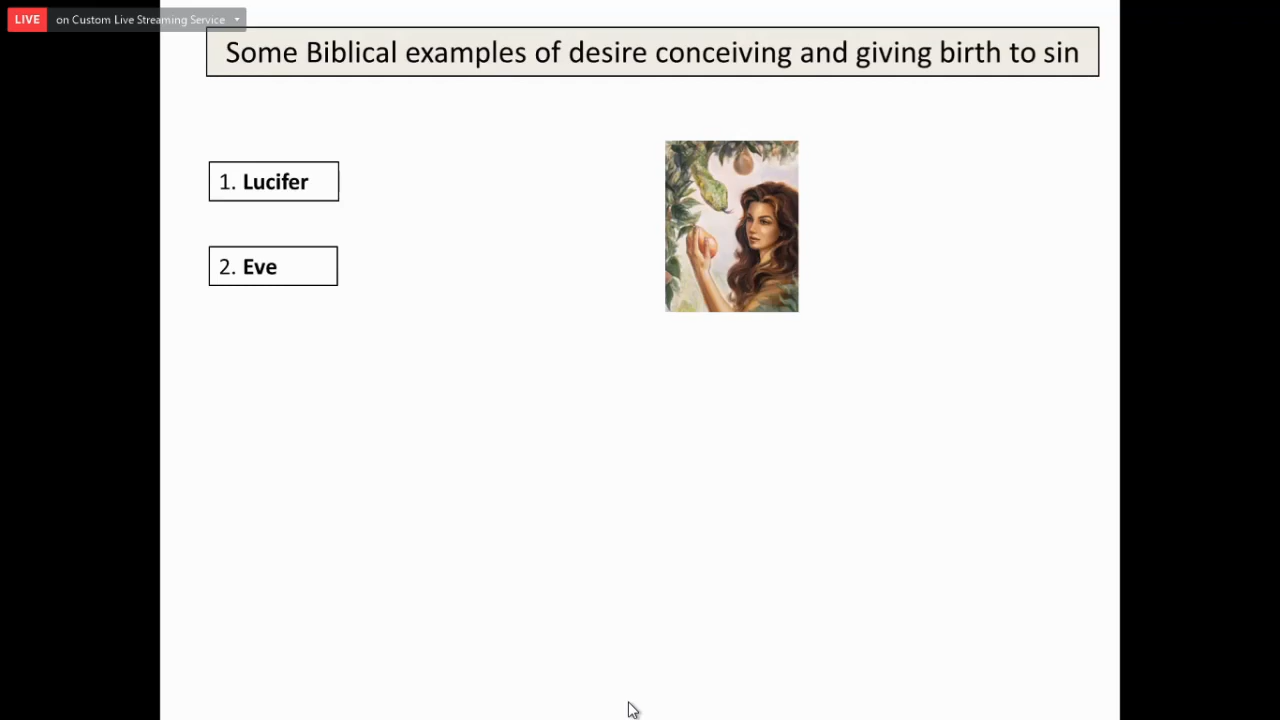 LIVE on Custom Live Streaming Service
Some Biblical examples of desire conceiving and giving birth to sin
1. Lucifer
2. Eve